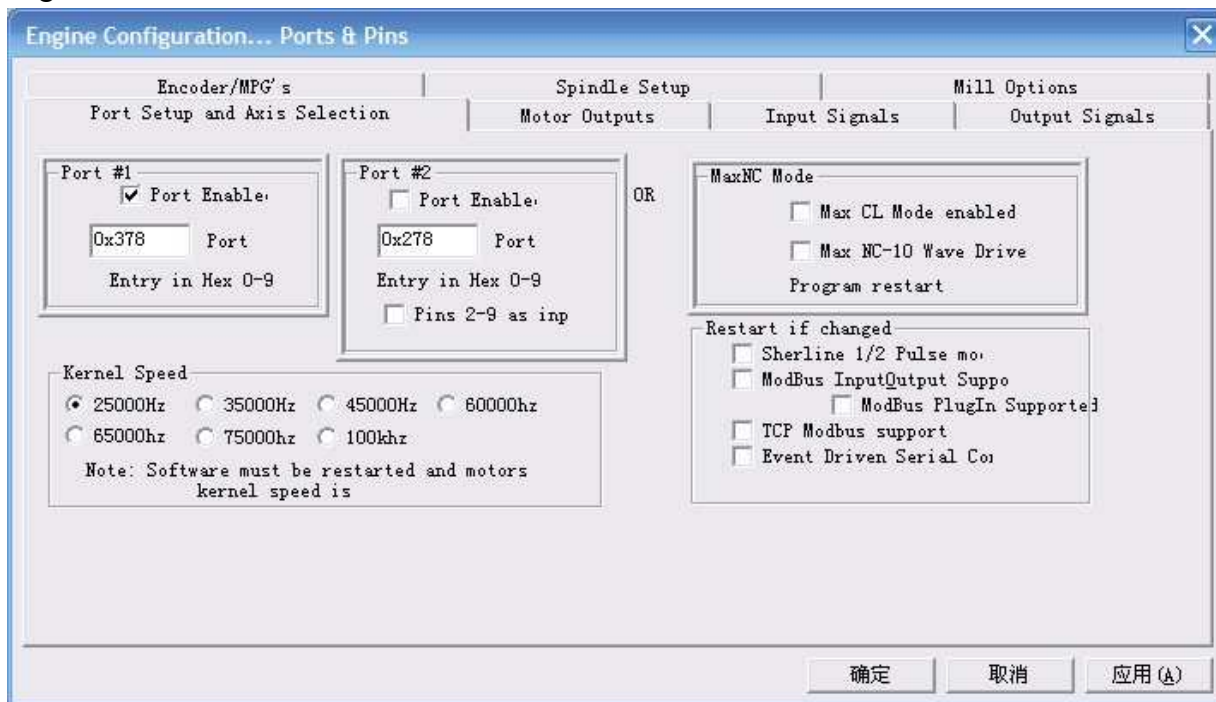 Engine Configuration... Ports & Pins
Encoder/MPG's Spindle Setup Mill Options
Port Setup and Axis Selection Motor Outputs Input Signals Output Signals
Port #1
Port Enable
0x378 Port
Entry in Hex 0-9
Port #2
Port Enable
0x278 Port
Entry in Hex 0-9
Pins 2-9 as inp
OR
MaxNC Mode
Max CL Mode enabled
Max NC-10 Wave Drive
Program restart
Restart if changed
Sherline 1/2 Pulse
ModBus InputOutput Suppo
ModBus PlugIn Supported
TCP Modbus support
Event Driven Serial
Kernel Speed
25000Hz 35000Hz 45000Hz 60000hz
65000hz 75000hz 100khz
Note: Software must be restarted and motors
kernel speed is
确定 取消 应用(A)